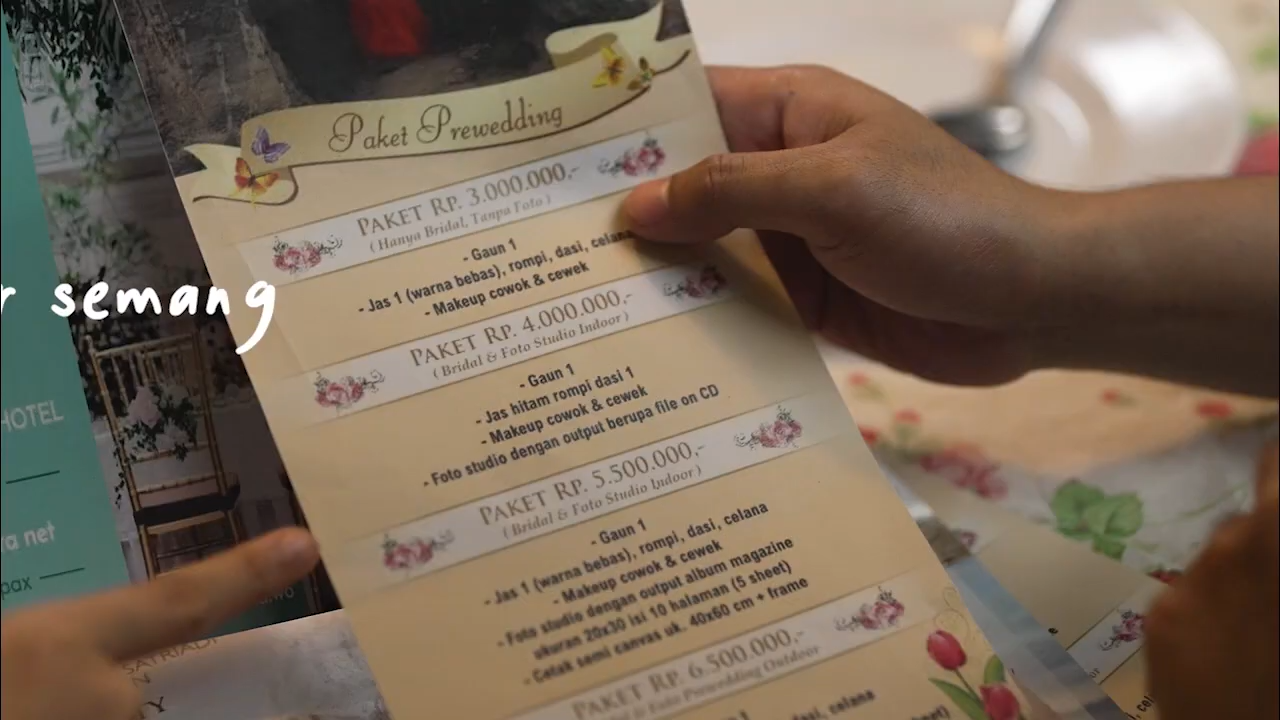 Paket Prewedding
PAKET RP. 3.000.000,-
( Hanya Bridal, Tanpa Foto )
- Gaun 1
- Jas 1 (warna bebas), rompi, dasi, celana
- Makeup cowok & cewek
PAKET RP. 4.000.000,-
( Bridal & Foto Studio Indoor )
- Gaun 1
- Jas hitam rompi dasi 1
- Makeup cowok & cewek
- Foto studio dengan output berupa file on CD
PAKET RP. 5.500.000,-
( Bridal & Foto Studio Indoor )
- Gaun 1
- Jas 1 (warna bebas), rompi, dasi, celana
- Makeup cowok & cewek
- Foto studio dengan output album magazine
ukuran 20x30 isi 10 halaman (5 sheet)
- Cetak semi canvas uk. 40x60 cm + frame
PAKET RP. 6.500.000,-
& Foto Prewedding Outdoor
dasi, celana
r semang
HOTEL
net
pax